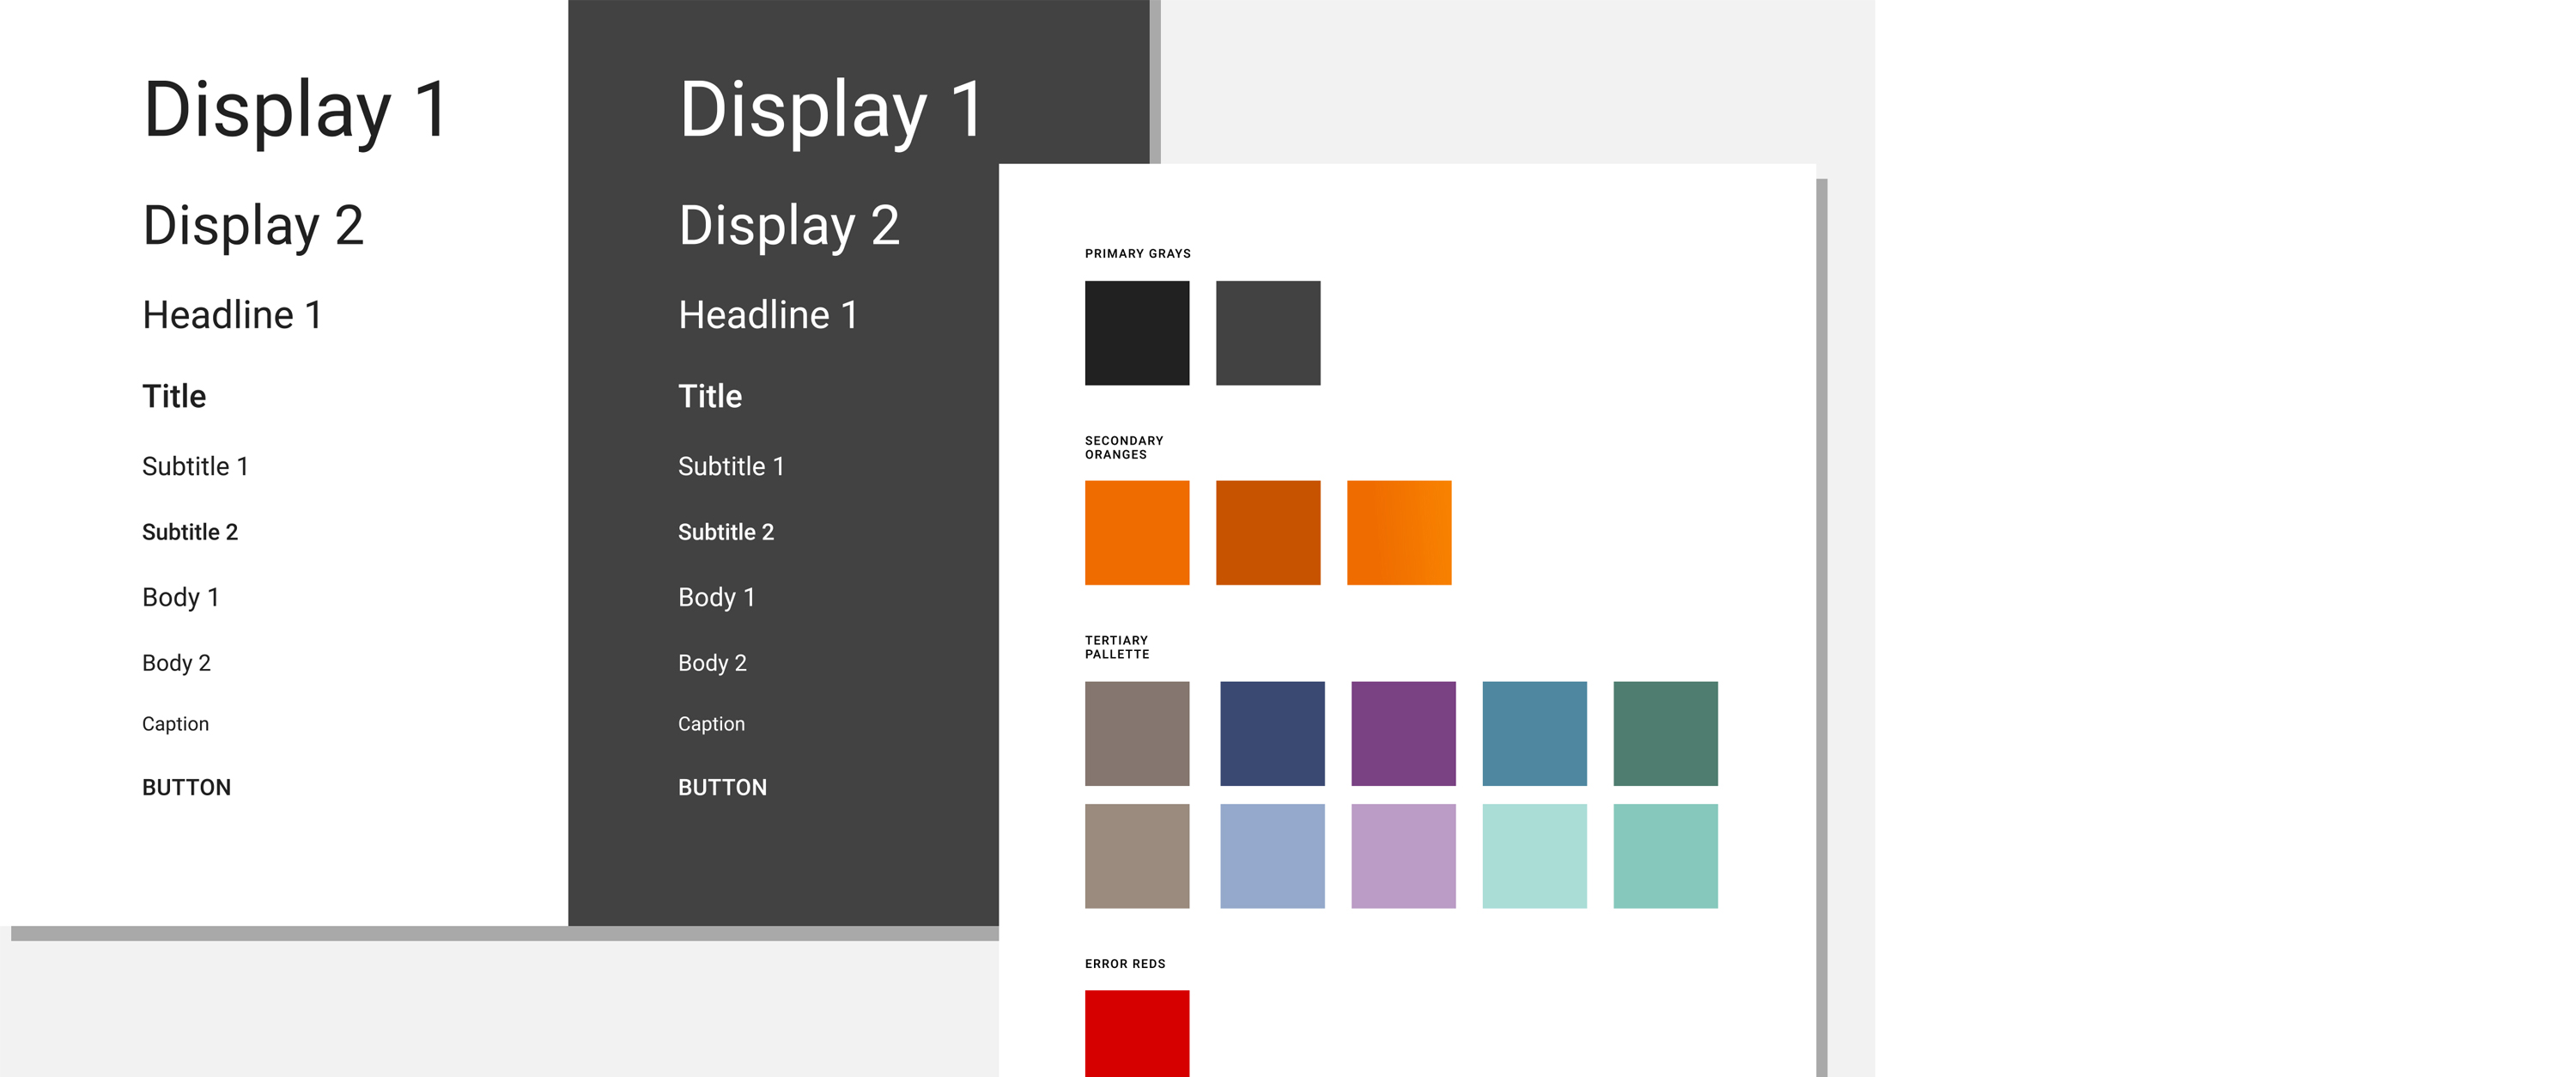 Display 1
Display 2
Headline 1
Title
Subtitle 1
Subtitle 2
Body 1
Body 2
Caption
BUTTON
Display 1
Display 2
Headline 1
Title
Subtitle 1
Subtitle 2
Body 1
Body 2
Caption
BUTTON
PRIMARY GRAYS
SECONDARY
ORANGES
TERTIARY
PALLETTE
ERROR REDS